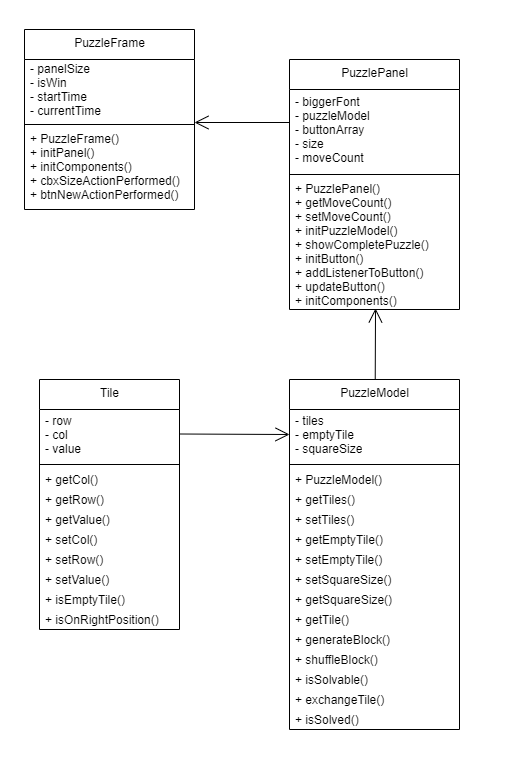 PuzzleFrame
- panelSize
- isWin
- startTime
- currentTime
+ PuzzleFrame()
+ initPanel()
+ initComponents()
+ cbxSizeActionPerformed()
+ btnNewActionPerformed()
PuzzlePanel
- biggerFont
- puzzleModel
- buttonArray
- size
- moveCount
+ PuzzlePanel()
+ getMoveCount()
+ setMoveCount()
+ initPuzzleModel()
+ showCompletePuzzle()
+ initButton()
+ addListenerToButton()
+ updateButton()
+ initComponents()
Tile
- row
- col
- value
+ getCol()
+ getRow()
+ getValue()
+ setCol()
+ setRow()
+ setValue()
+ isEmptyTile()
+ isOnRightPosition()
PuzzleModel
- tiles
- emptyTile
- squareSize
+ PuzzleModel()
+ getTiles()
+ setTiles()
+ getEmptyTile()
+ setEmptyTile()
+ setSquareSize()
+ getSquareSize()
+ getTile()
+ generateBlock()
+ shuffleBlock()
+ isSolvable()
+ exchangeTile()
+ isSolved()